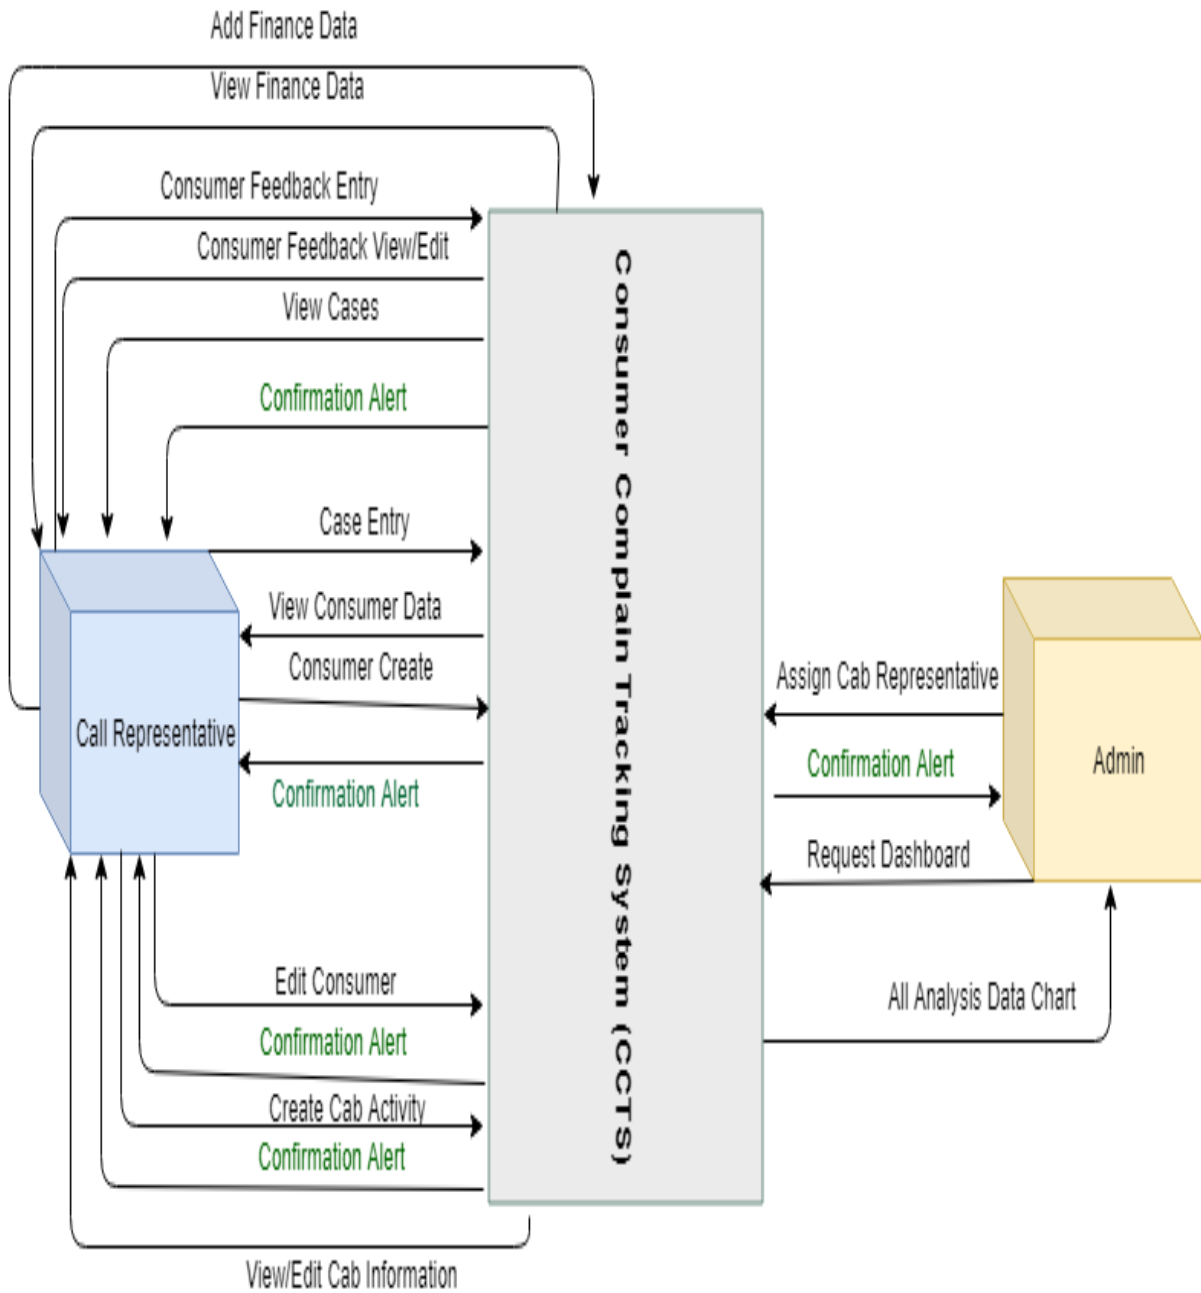 Add Finance Data
View Finance Data
Consumer Feedback Entry
Consumer Feedback View/Edit
View Cases
Confirmation Alert
Case Entry
View Consumer Data
Consumer Create
Call Representative
Confirmation Alert
Edit Consumer
Confirmation Alert
Create Cab Activity
Confirmation Alert
View/Edit Cab Information
Consumer Complain Tracking System (CCTS)
Assign Cab Representative
Confirmation Alert
Admin
Request Dashboard
All Analysis Data Chart